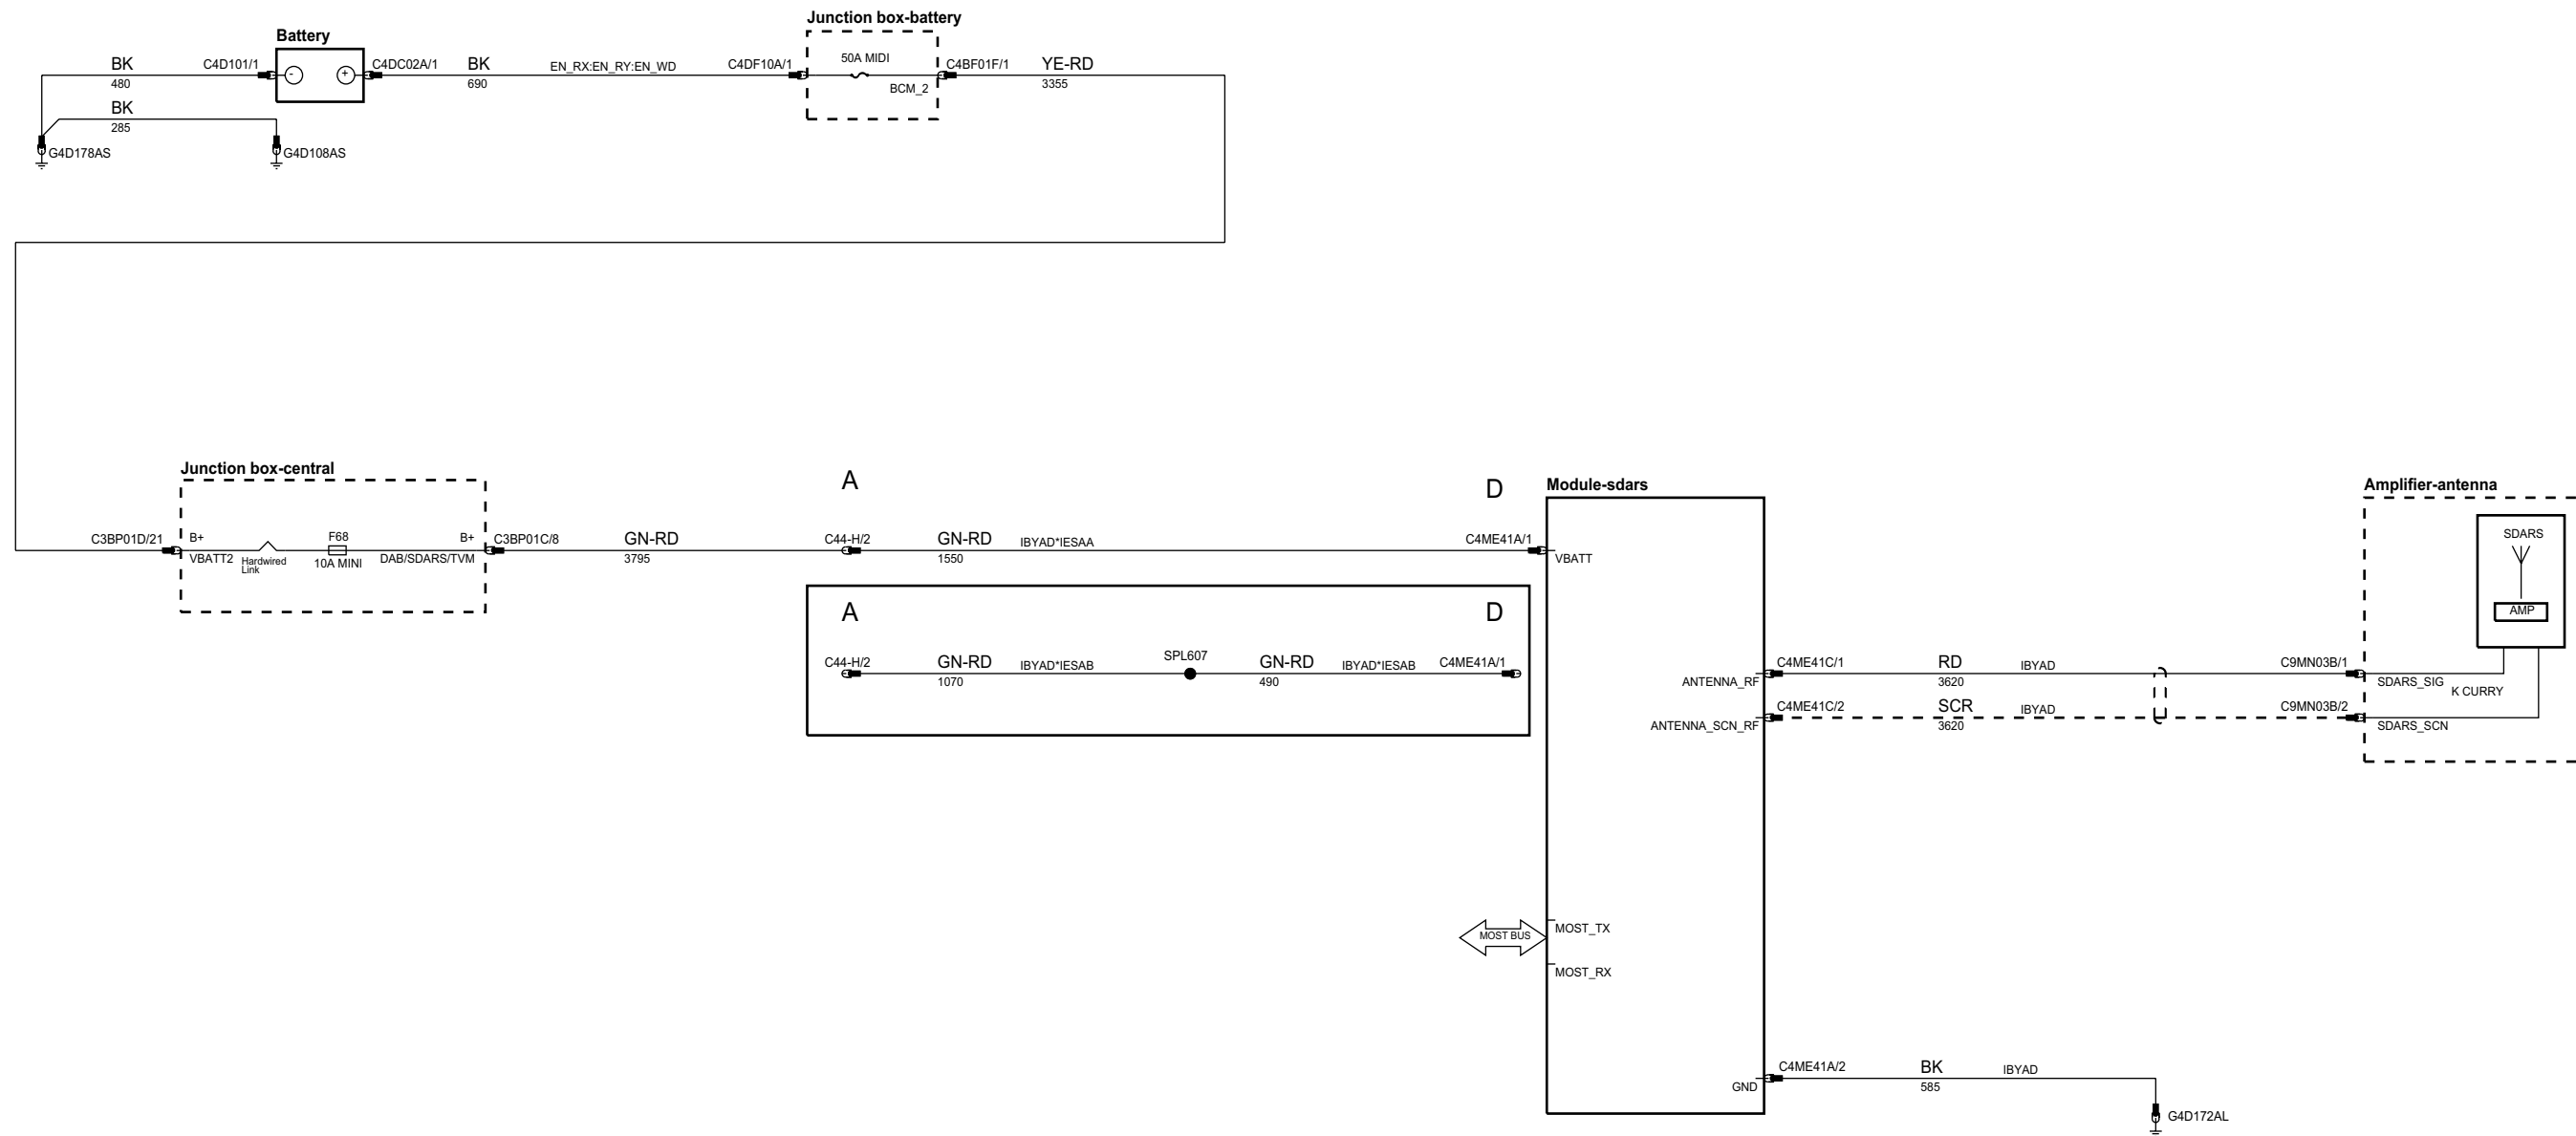 Junction box-battery
Battery
50A MIDI
BK
480
C4D101/1
-
+
C4DC02A/1
BK
690
EN_RX:EN_RY:EN_WD
C4DF10A/1
BCM_2
C4BF01F/1
YE-RD
3355
BK
285
G4D178AS
G4D108AS
Junction box-central
A
D
Module-sdars
Amplifier-antenna
C3BP01D/21
B+
VBATT2
Hardwired
Link
F68
10A MINI
B+
DAB/SDARS/TVM
C3BP01C/8
GN-RD
3795
C44-H/2
GN-RD
1550
IBYAD*IESAA
C4ME41A/1
VBATT
SDARS
AMP
A
D
C44-H/2
GN-RD
1070
IBYAD*IESAB
SPL607
GN-RD
490
IBYAD*IESAB
C4ME41A/1
ANTENNA_RF
C4ME41C/1
RD
3620
IBYAD
C9MN03B/1
SDARS_SIG
K CURRY
ANTENNA_SCN_RF
C4ME41C/2
SCR
3620
IBYAD
C9MN03B/2
SDARS_SCN
MOST BUS
MOST_TX
MOST_RX
GND
C4ME41A/2
BK
585
IBYAD
G4D172AL